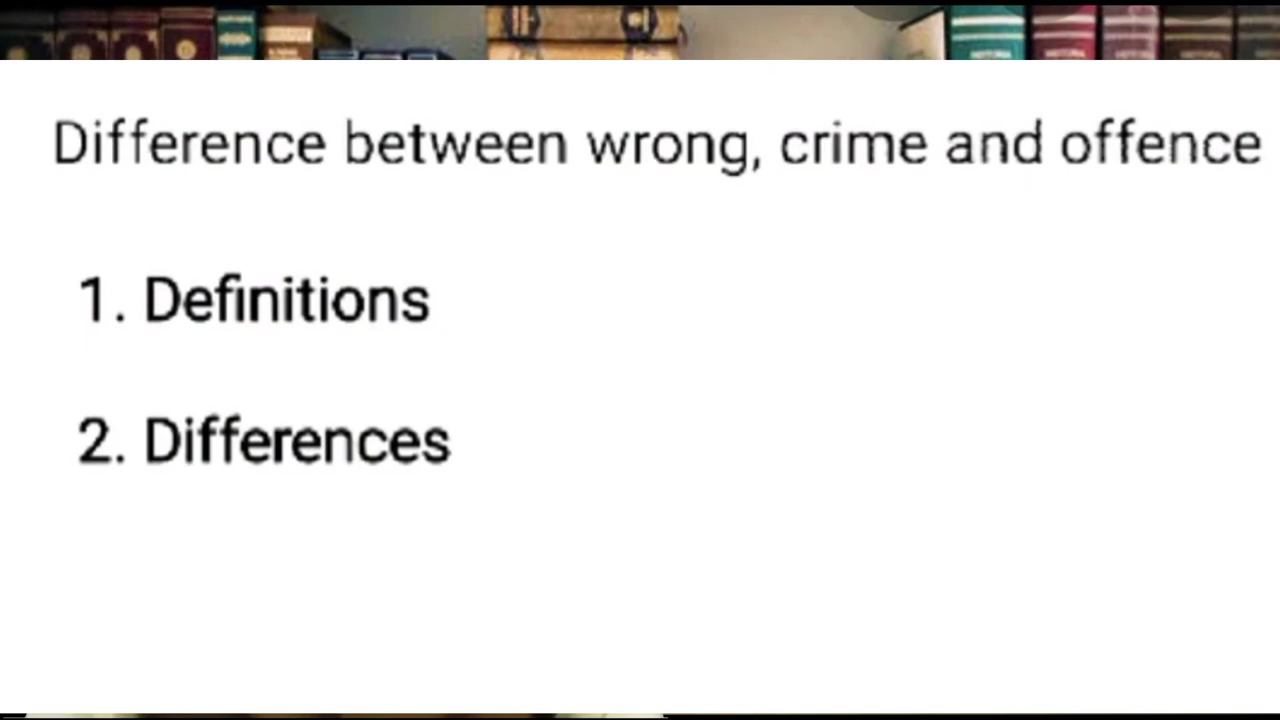 Difference between wrong, crime and offence
1. Definitions
2. Differences